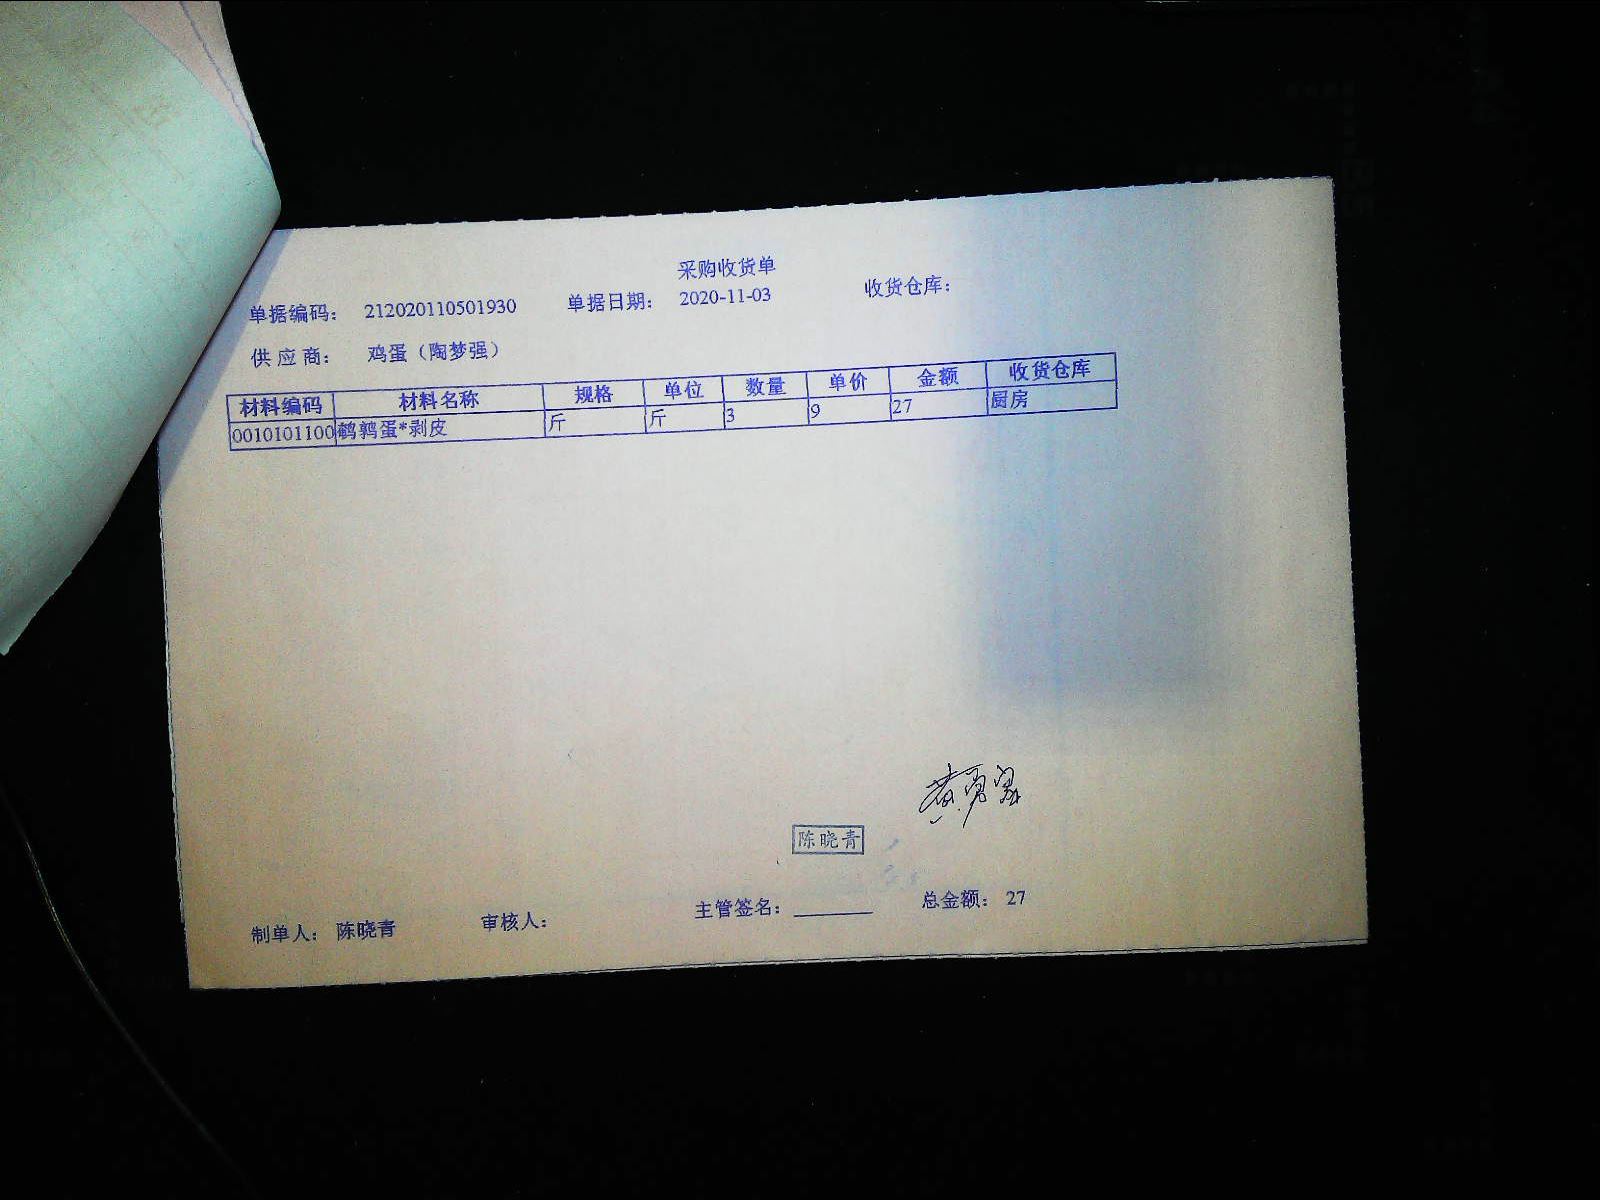 采购收货单
单据编码： 212020110501930 单据日期： 2020-11-03 收货仓库：
供 应 商： 鸡蛋（陶梦强）
材料编码 材料名称 规格 单位 数量 单价 金额 收货仓库
0010101100 鹌鹑蛋*剥皮 斤 斤 3 9 27 厨房
陈晓青
制单人： 陈晓青 审核人： 主管签名： 总金额： 27